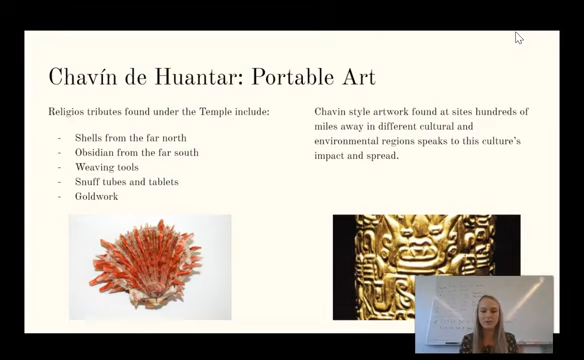 Chavín de Huantar: Portable Art
Religios tributes found under the Temple include:
- Shells from the far north
- Obsidian from the far south
- Weaving tools
- Snuff tubes and tablets
- Goldwork
Chavin style artwork found at sites hundreds of
miles away in different cultural and
environmental regions speaks to this culture's
impact and spread.